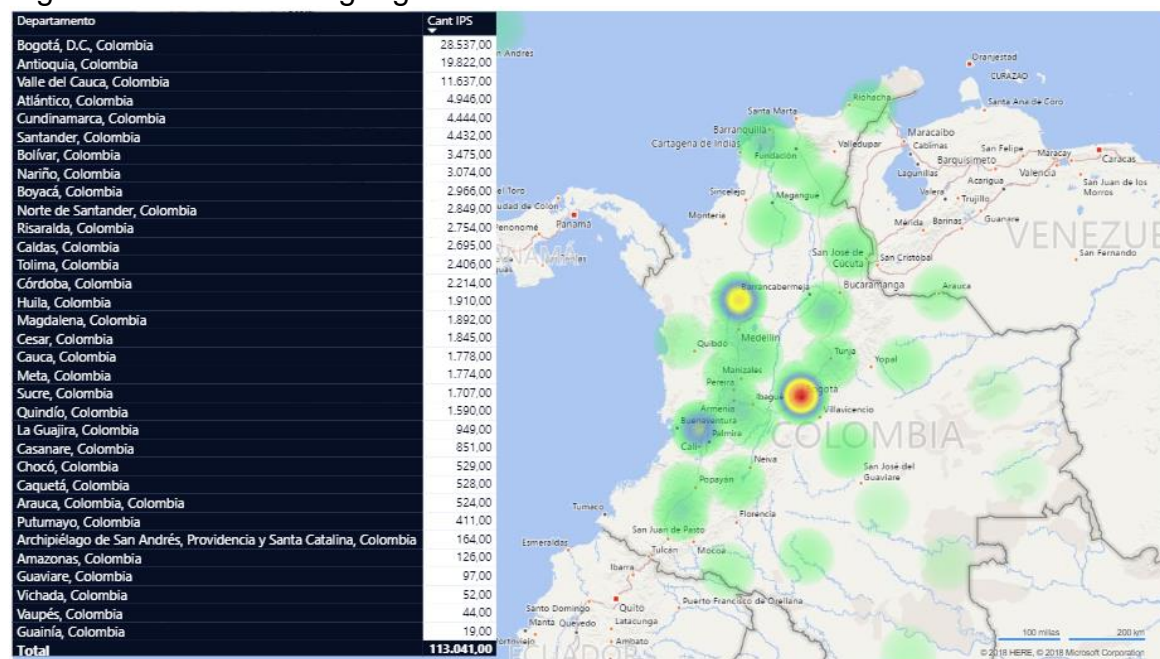 Departamento Cant IPS
Bogotá, D.C., Colombia 28.537,00
Antioquia, Colombia 19.822,00
Valle del Cauca, Colombia 11.637,00
Atlántico, Colombia 4.946,00
Cundinamarca, Colombia 4.444,00
Santander, Colombia 4.432,00
Bolívar, Colombia 3.475,00
Nariño, Colombia 3.074,00
Boyacá, Colombia 2.966,00
Norte de Santander, Colombia 2.849,00
Risaralda, Colombia 2.754,00
Caldas, Colombia 2.695,00
Tolima, Colombia 2.406,00
Córdoba, Colombia 2.214,00
Huila, Colombia 1.910,00
Magdalena, Colombia 1.892,00
Cesar, Colombia 1.845,00
Cauca, Colombia 1.778,00
Meta, Colombia 1.774,00
Sucre, Colombia 1.707,00
Quindío, Colombia 1.590,00
La Guajira, Colombia 949,00
Casanare, Colombia 851,00
Chocó, Colombia 529,00
Caquetá, Colombia 528,00
Arauca, Colombia, Colombia 524,00
Putumayo, Colombia 411,00
Archipiélago de San Andrés, Providencia y Santa Catalina, Colombia 164,00
Amazonas, Colombia 126,00
Guaviare, Colombia 97,00
Vichada, Colombia 52,00
Vaupés, Colombia 44,00
Guainía, Colombia 19,00
Total 113.041,00
Andrés
Oranjestad
CURAZAO
Riohacha
Santa Ana de Coro
Santa Marta
Barranquilla
Cartagena de Indias
Maracaibo
Fundación
Valledupar
Cabimas
San Felipe
Maracay
Caracas
Barquisimeto
Lagunillas
Acarigua
Valencia
San Juan de los
Morros
Valera
Trujillo
Sincelejo
Magangué
Ciudad de Colón
Panamá
Montería
Mérida
Barinas
Guanare
VENEZUE
San José de
Cúcuta
San Cristóbal
San Fernando
Barrancabermeja
Bucaramanga
Arauca
Quibdó
Medellín
Tunja
Yopal
Manizales
Pereira
Ibagué
Bogotá
Armenia
Villavicencio
Buenaventura
Palmira
Cali
COLOMBIA
Neiva
San José del
Guaviare
Popayán
Tumaco
Florencia
San Juan de Pasto
Esmeraldas
Tulcán
Mocoa
Ibarra
Puerto Francisco de Orellana
Santo Domingo
Quito
Manta
Quevedo
Latacunga
Portoviejo
Ambato
ECUADOR
100 millas 200 km
© 2018 HERE, © 2018 Microsoft Corporation